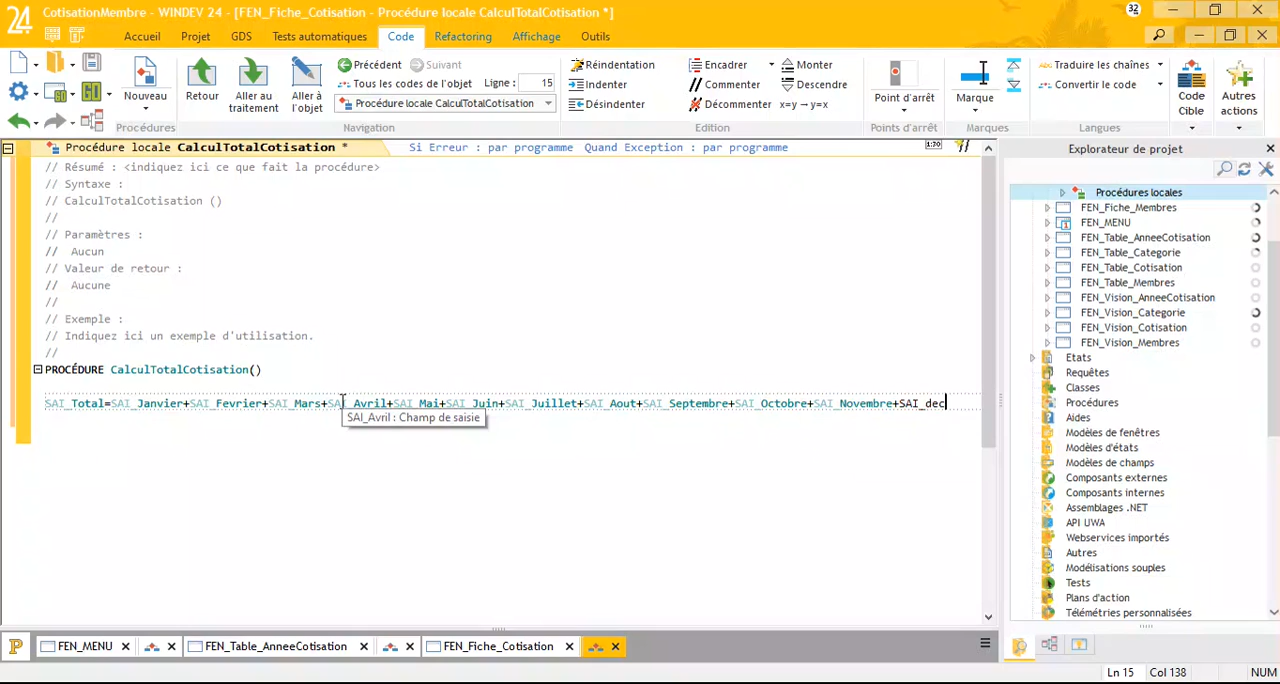 24
CotisationMembre - WINDEV 24 - [FEN_Fiche_Cotisation - Procédure locale CalculTotalCotisation *]
32
Accueil Projet GDS Tests automatiques Code Refactoring Affichage Outils
Nouveau
Procédures
Retour
Aller au traitement
Aller à l'objet
Précédent Suivant
Tous les codes de l'objet Ligne : 15
Procédure locale CalculTotalCotisation
Navigation
Réindentation Encadrer Monter
Indenter Commenter Descendre
Désindenter Décommenter x=y→y=x
Edition
Point d'arrêt
Points d'arrêt
Marque
Marques
Traduire les chaînes
Convertir le code
Langues
Code Cible
Autres actions
Procédure locale CalculTotalCotisation * Si Erreur : par programme Quand Exception : par programme
// Résumé : <indiquez ici ce que fait la procédure>
// Syntaxe :
// CalculTotalCotisation ()
//
// Paramètres :
// Aucun
// Valeur de retour :
// Aucune
//
// Exemple :
// Indiquez ici un exemple d'utilisation.
//
PROCÉDURE CalculTotalCotisation()
SAI_Total=SAI_Janvier+SAI_Fevrier+SAI_Mars+SAI_Avril+SAI_Mai+SAI_Juin+SAI_Juillet+SAI_Aout+SAI_Septembre+SAI_Octobre+SAI_Novembre+SAI_dec
SAI_Avril : Champ de saisie
Explorateur de projet
Procédures locales
FEN_Fiche_Membres
FEN_MENU
FEN_Table_AnneeCotisation
FEN_Table_Categorie
FEN_Table_Cotisation
FEN_Table_Membres
FEN_Vision_AnneeCotisation
FEN_Vision_Categorie
FEN_Vision_Cotisation
FEN_Vision_Membres
Etats
Requêtes
Classes
Procédures
Aides
Modèles de fenêtres
Modèles d'états
Modèles de champs
Composants externes
Composants internes
Assemblages .NET
API UWA
Webservices importés
Autres
Modélisations souples
Tests
Plans d'action
Télémétries personnalisées
FEN_MENU FEN_Table_AnneeCotisation FEN_Fiche_Cotisation
Ln 15 Col 138 NUM